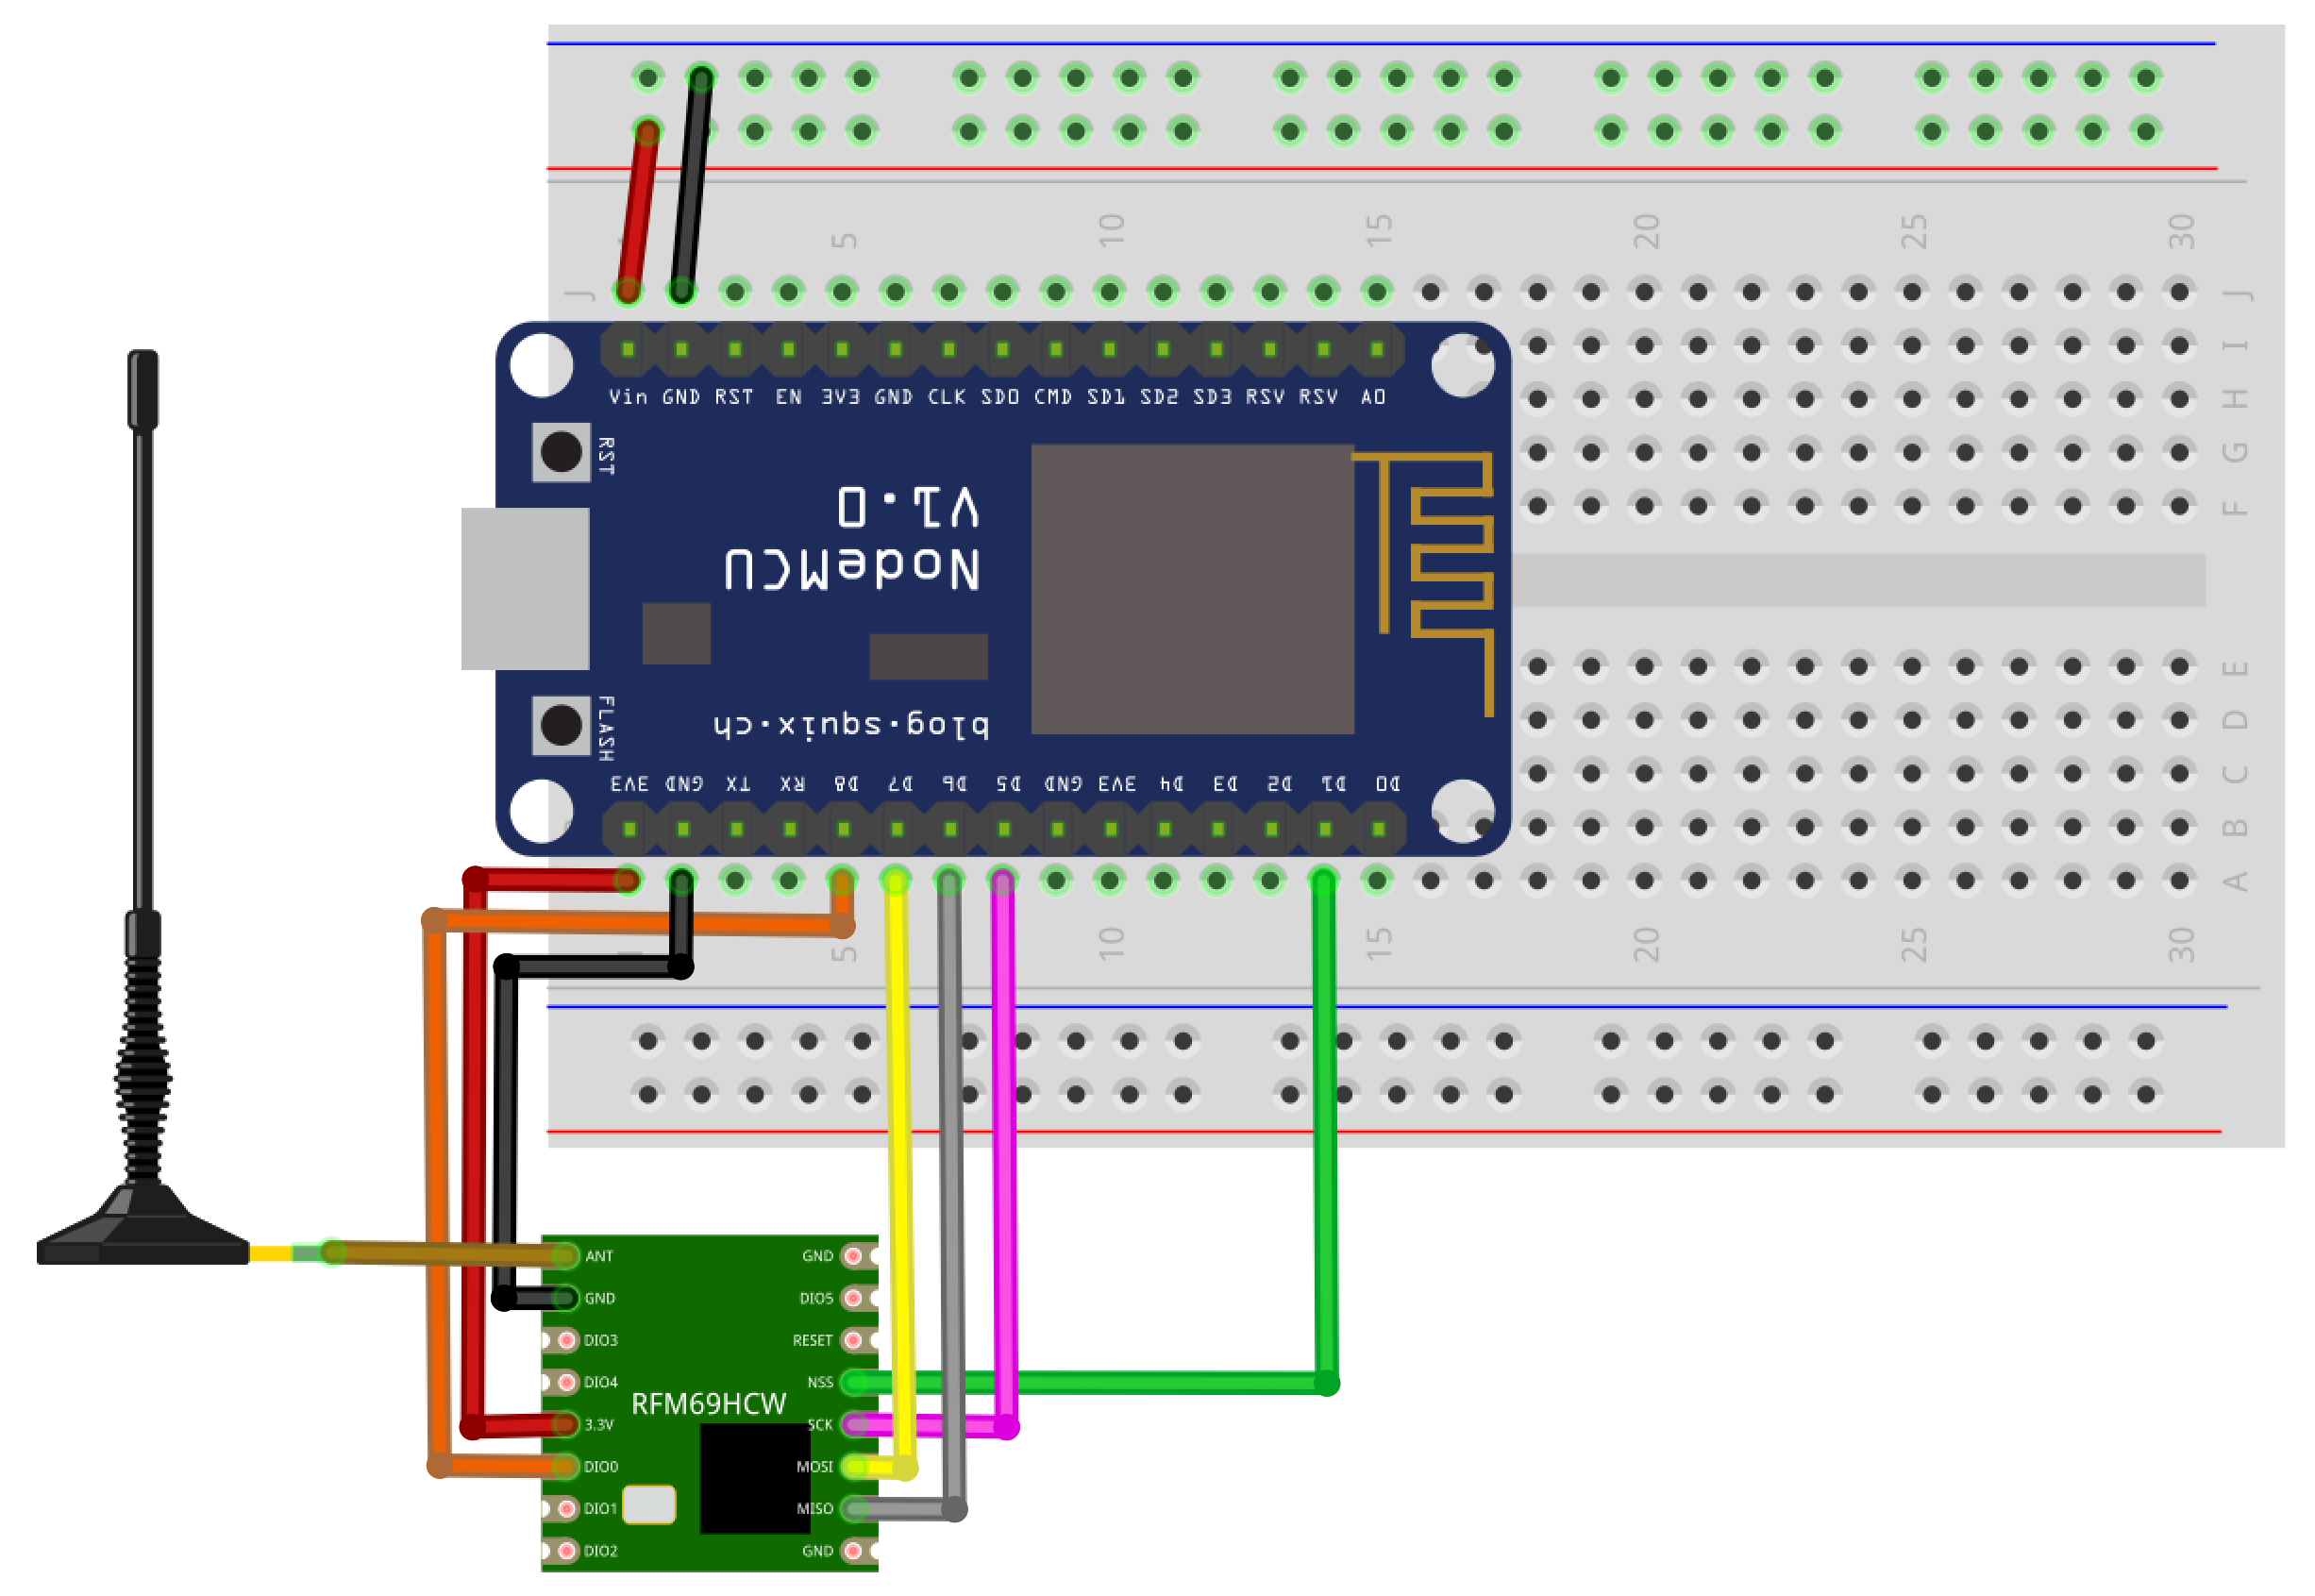 5 10 15 20 25 30
J J
Vin GND RST EN 3V3 GND CLK SD0 CMD SD1 SD2 SD3 RSV RSV A0
I
H
RST
G
V1.0
F
NodeMCU
E
FLASH
blog.squix.ch
D
3V3 GND TX RX D8 D7 D6 D5 GND 3V3 D4 D3 D2 D1 D0
C
B
A
5 10 15 20 25 30
ANT GND
GND DIO5
DIO3 RESET
DIO4 NSS
RFM69HCW
3.3V SCK
DIO0 MOSI
DIO1 MISO
DIO2 GND